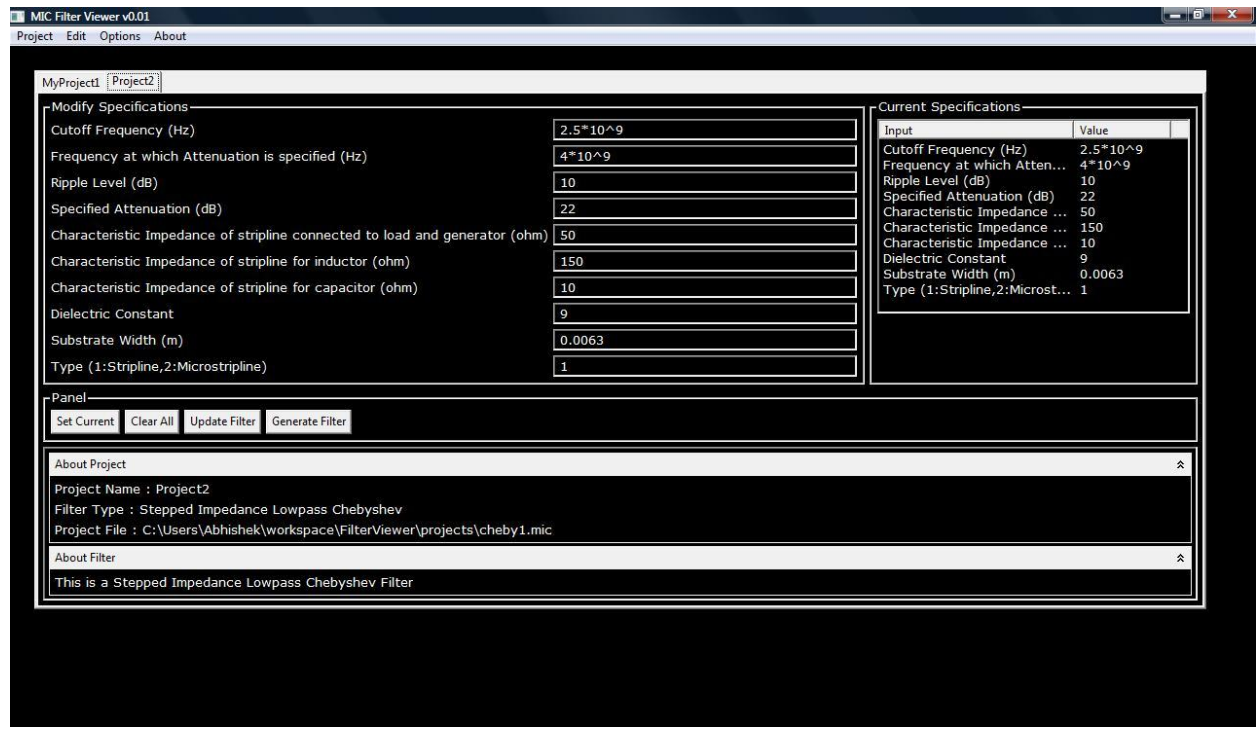 MIC Filter Viewer v0.01
Project Edit Options About
MyProject1 Project2
Modify Specifications
Cutoff Frequency (Hz) 2.5*10^9
Frequency at which Attenuation is specified (Hz) 4*10^9
Ripple Level (dB) 10
Specified Attenuation (dB) 22
Characteristic Impedance of stripline connected to load and generator (ohm) 50
Characteristic Impedance of stripline for inductor (ohm) 150
Characteristic Impedance of stripline for capacitor (ohm) 10
Dielectric Constant 9
Substrate Width (m) 0.0063
Type (1:Stripline,2:Microstripline) 1
Current Specifications
Input Value
Cutoff Frequency (Hz) 2.5*10^9
Frequency at which Atten... 4*10^9
Ripple Level (dB) 10
Specified Attenuation (dB) 22
Characteristic Impedance ... 50
Characteristic Impedance ... 150
Characteristic Impedance ... 10
Dielectric Constant 9
Substrate Width (m) 0.0063
Type (1:Stripline,2:Microst... 1
Panel
Set Current Clear All Update Filter Generate Filter
About Project
Project Name : Project2
Filter Type : Stepped Impedance Lowpass Chebyshev
Project File : C:\Users\Abhishek\workspace\FilterViewer\projects\cheby1.mic
About Filter
This is a Stepped Impedance Lowpass Chebyshev Filter